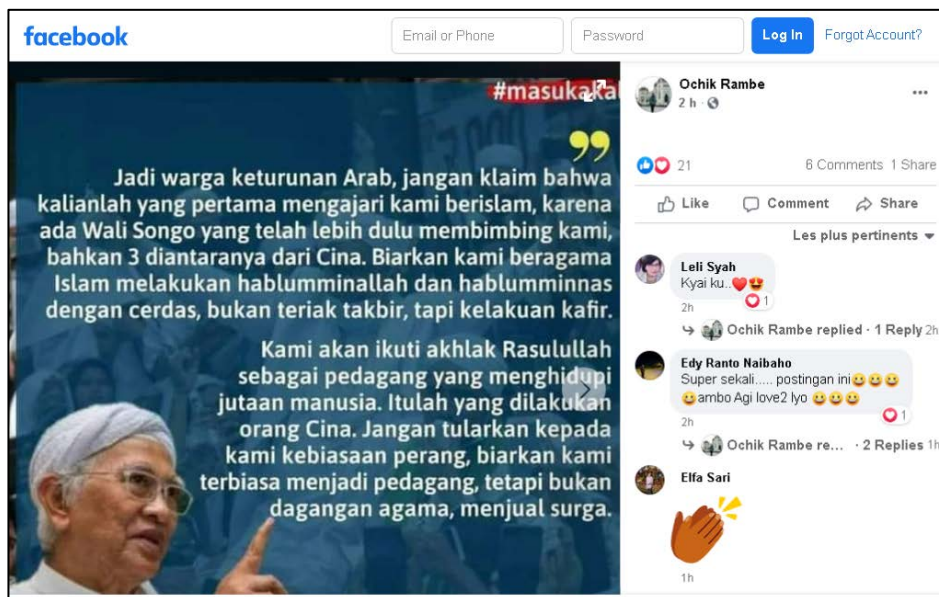 facebook
Email or Phone
Password
Log In
Forgot Account?
#masukakal
Jadi warga keturunan Arab, jangan klaim bahwa
kalianlah yang pertama mengajari kami berislam, karena
ada Wali Songo yang telah lebih dulu membimbing kami,
bahkan 3 diantaranya dari Cina. Biarkan kami beragama
Islam melakukan hablumminallah dan hablumminnas
dengan cerdas, bukan teriak takbir, tapi kelakuan kafir.
Kami akan ikuti akhlak Rasulullah
sebagai pedagang yang menghidupi
jutaan manusia. Itulah yang dilakukan
orang Cina. Jangan tularkan kepada
kami kebiasaan perang, biarkan kami
terbiasa menjadi pedagang, tetapi bukan
dagangan agama, menjual surga.
Ochik Rambe
2 h ·
21
6 Comments 1 Share
Like
Comment
Share
Les plus pertinents
Leli Syah
Kyai ku..
1
2h
Ochik Rambe replied · 1 Reply 2h
Edy Ranto Naibaho
Super sekali..... postingan ini
ambo Agi love2 Iyo
1
2h
Ochik Rambe re... · 2 Replies 1h
Elfa Sari
1h